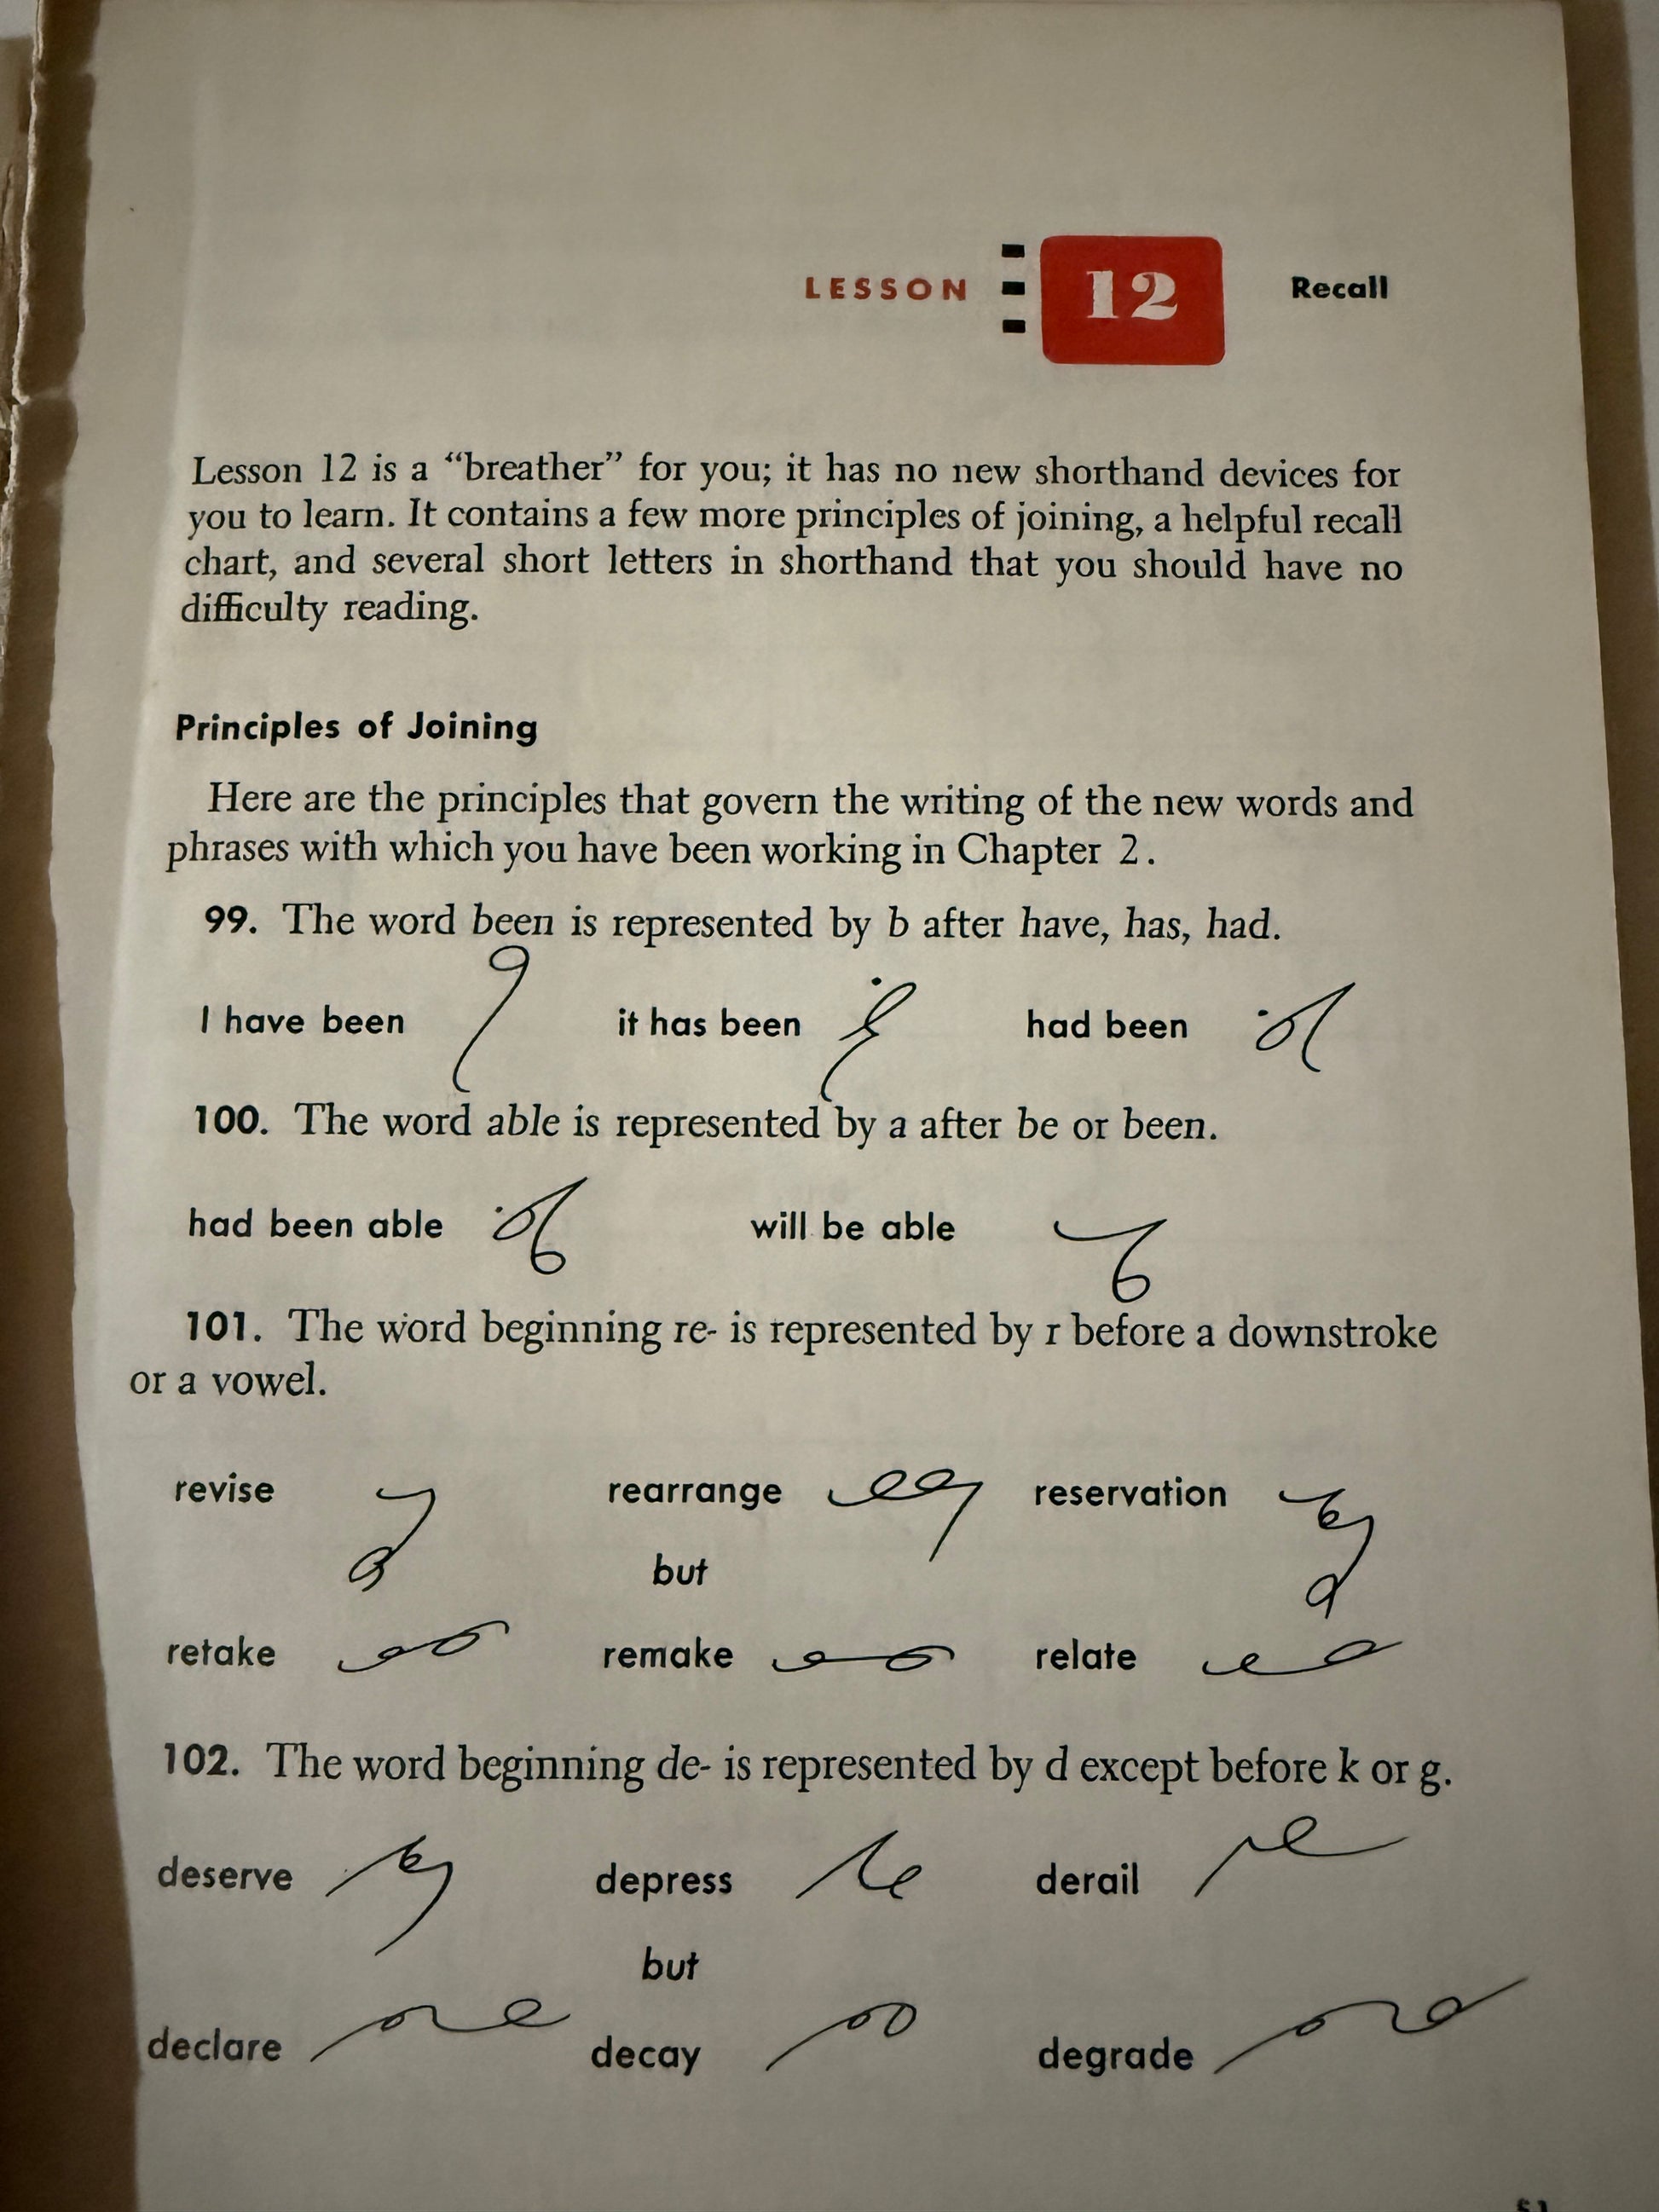 LESSON 12 Recall
Lesson 12 is a “breather” for you; it has no new shorthand devices for
you to learn. It contains a few more principles of joining, a helpful recall
chart, and several short letters in shorthand that you should have no
difficulty reading.
Principles of Joining
Here are the principles that govern the writing of the new words and
phrases with which you have been working in Chapter 2.
99. The word been is represented by b after have, has, had.
I have been it has been had been
100. The word able is represented by a after be or been.
had been able will be able
101. The word beginning re- is represented by r before a downstroke
or a vowel.
revise rearrange reservation
but
retake remake relate
102. The word beginning de- is represented by d except before k or g.
deserve depress derail
but
declare decay degrade